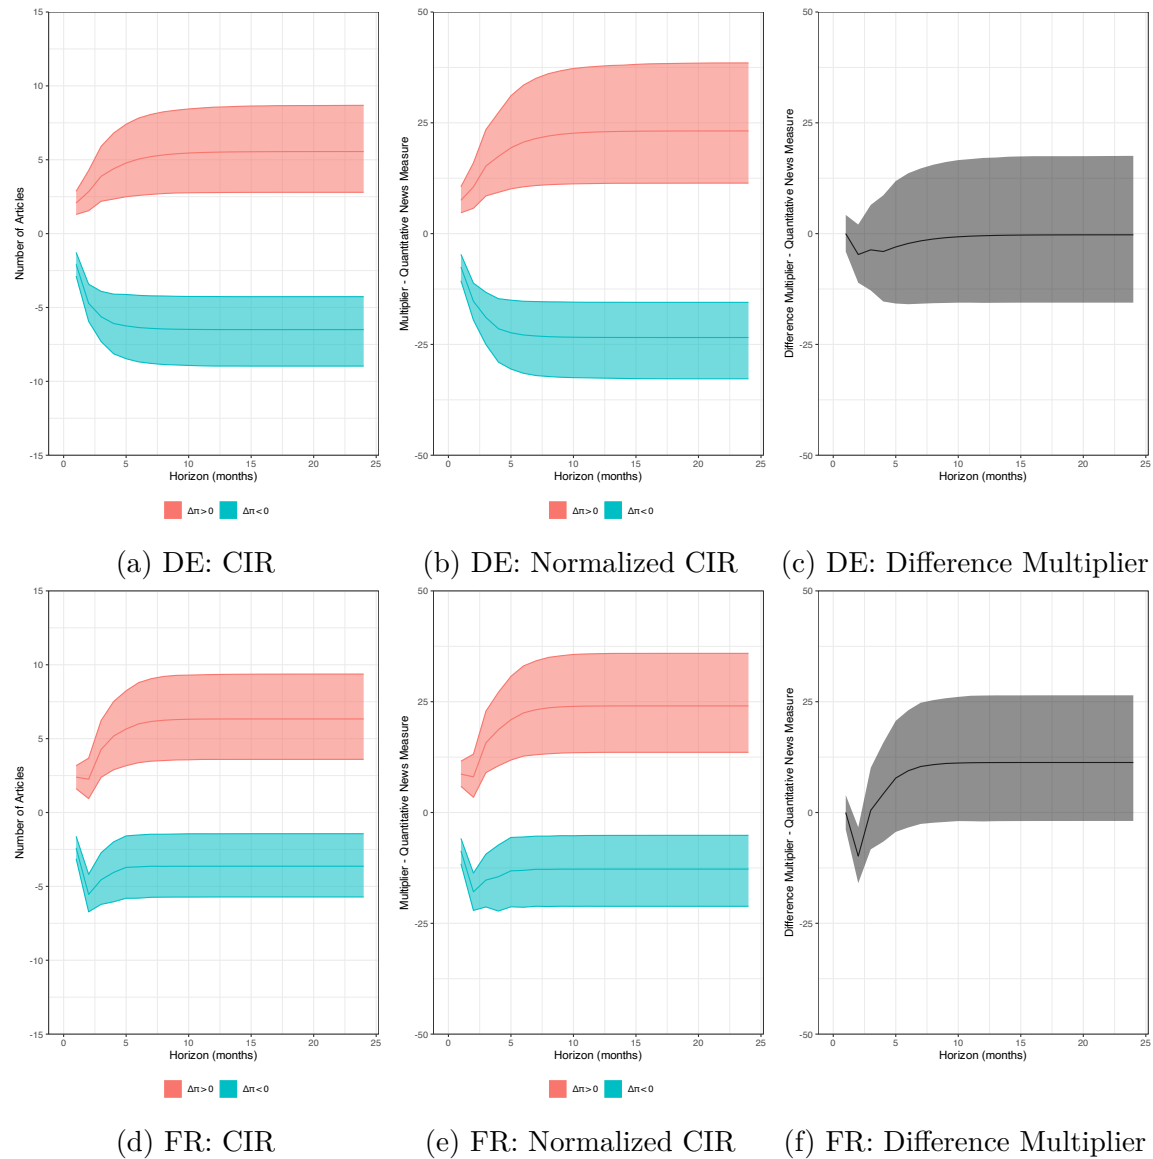 15
10
5
0
-5
-10
-15
Number of Articles
0 5 10 15 20 25
Horizon (months)
Δπ>0 Δπ<0
(a) DE: CIR
50
25
0
-25
-50
Multiplier - Quantitative News Measure
0 5 10 15 20 25
Horizon (months)
Δπ>0 Δπ<0
(b) DE: Normalized CIR
50
25
0
-25
-50
Difference Multiplier - Quantitative News Measure
0 5 10 15 20 25
Horizon (months)
(c) DE: Difference Multiplier
15
10
5
0
-5
-10
-15
Number of Articles
0 5 10 15 20 25
Horizon (months)
Δπ>0 Δπ<0
(d) FR: CIR
50
25
0
-25
-50
Multiplier - Quantitative News Measure
0 5 10 15 20 25
Horizon (months)
Δπ>0 Δπ<0
(e) FR: Normalized CIR
50
25
0
-25
-50
Difference Multiplier - Quantitative News Measure
0 5 10 15 20 25
Horizon (months)
(f) FR: Difference Multiplier